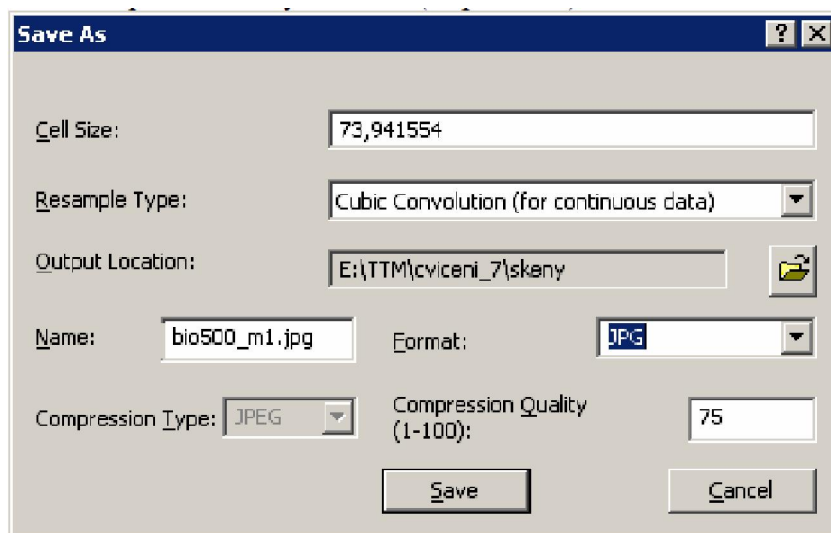 Save As
Cell Size: 73,941554
Resample Type: Cubic Convolution (for continuous data)
Output Location: E:\TTM\cviceni_7\skeny
Name: bio500_m1.jpg Format: JPG
Compression Type: JPEG Compression Quality (1-100): 75
Save Cancel